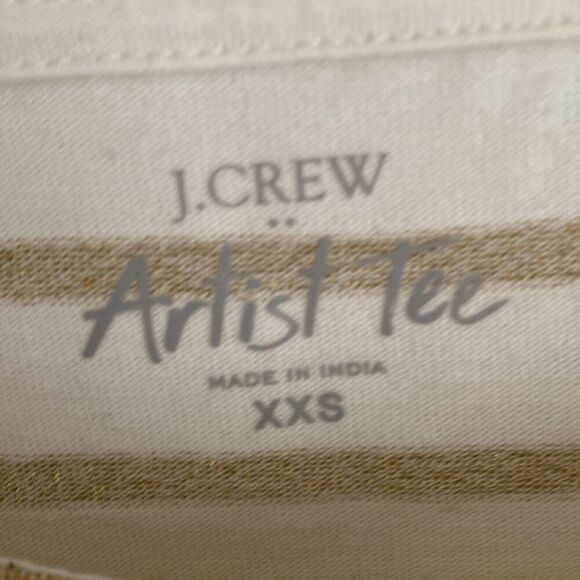 J.CREW
Artist Tee
MADE IN INDIA
XXS